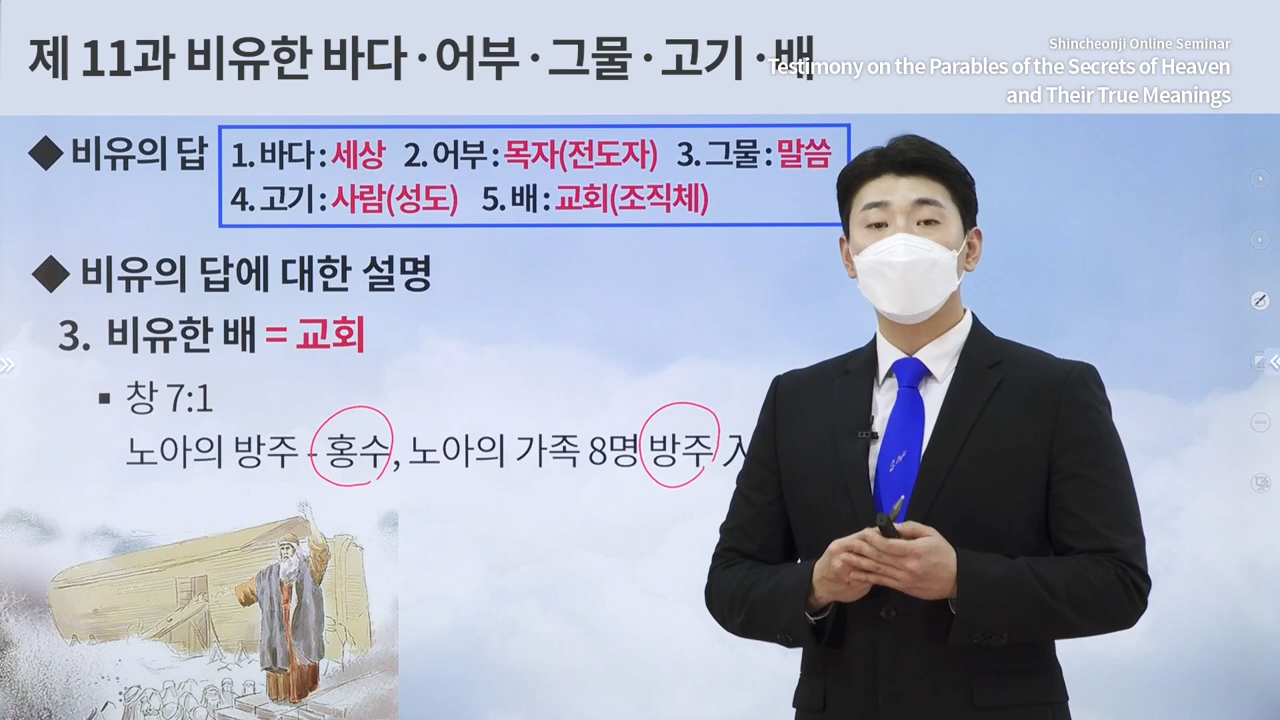 제 11과 비유한 바다·어부·그물·고기·배
Shincheonji Online Seminar
Testimony on the Parables of the Secrets of Heaven
and Their True Meanings
◆ 비유의 답
1. 바다 : 세상 2. 어부 : 목자(전도자) 3. 그물 : 말씀
4. 고기 : 사람(성도) 5. 배 : 교회(조직체)
◆ 비유의 답에 대한 설명
3. 비유한 배 = 교회
▪ 창 7:1
노아의 방주 - 홍수, 노아의 가족 8명 방주